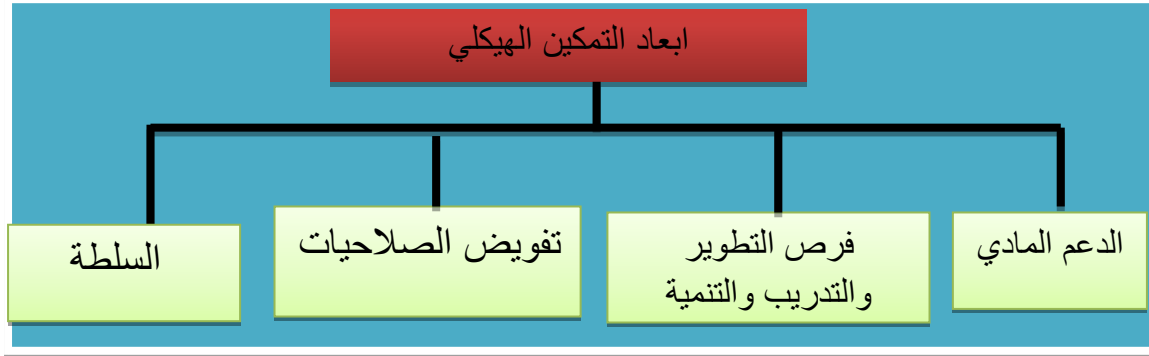 ابعاد التمكين الهيكلي
الدعم المادي
فرص التطوير
والتدريب والتنمية
تفويض الصلاحيات
السلطة